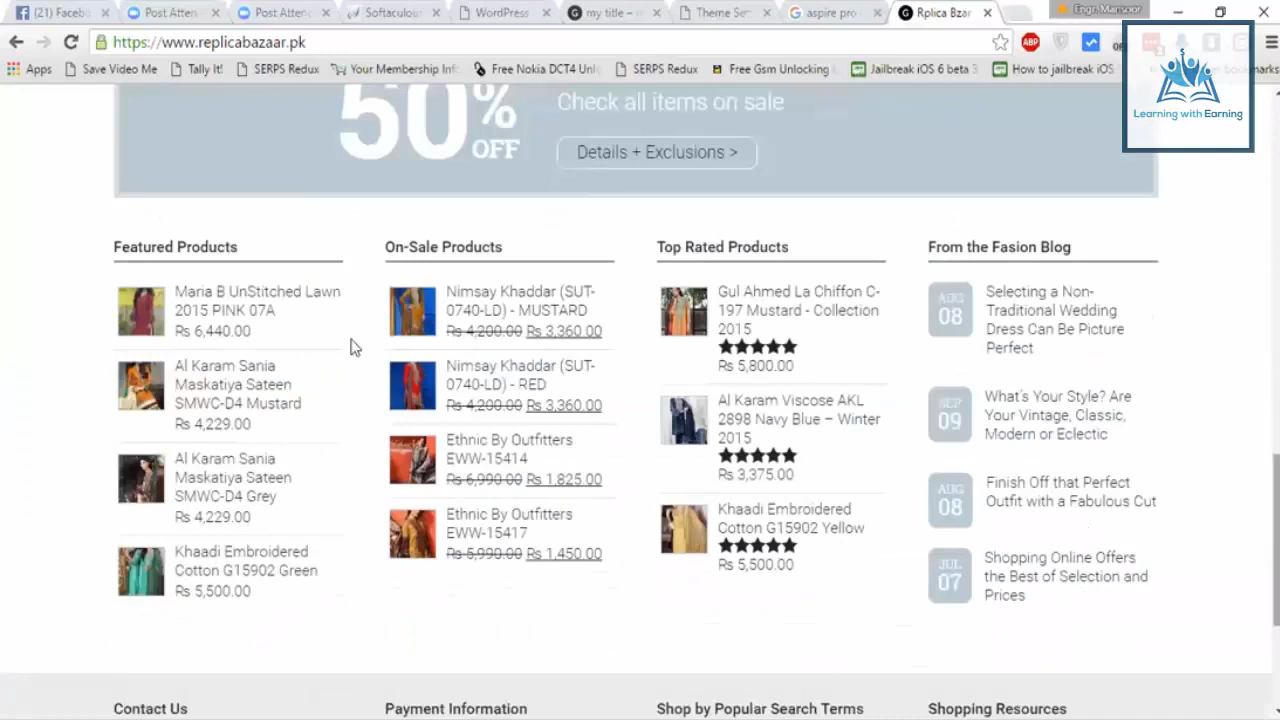 (21) Facebo
Post Atten
Post Atten
Softaculous
WordPres
my title –
Theme Ser
aspire pro
Rplica Bzar
Engr. Mansoor
https://www.replicabazaar.pk
ABP
Apps
Save Video Me
Tally It!
SERPS Redux
Your Membership In
Free Nokia DCT4 Unl
SERPS Redux
Free Gsm Unlocking
Jailbreak iOS 6 beta 3
How to jailbreak iOS
bookmarks
Learning with Earning
50% OFF
Check all items on sale
Details + Exclusions >
Featured Products
Maria B UnStitched Lawn
2015 PINK 07A
₨ 6,440.00
Al Karam Sania
Maskatiya Sateen
SMWC-D4 Mustard
₨ 4,229.00
Al Karam Sania
Maskatiya Sateen
SMWC-D4 Grey
₨ 4,229.00
Khaadi Embroidered
Cotton G15902 Green
₨ 5,500.00
On-Sale Products
Nimsay Khaddar (SUT-
0740-LD) - MUSTARD
₨ 4,200.00 ₨ 3,360.00
Nimsay Khaddar (SUT-
0740-LD) - RED
₨ 4,200.00 ₨ 3,360.00
Ethnic By Outfitters
EWW-15414
₨ 6,990.00 ₨ 1,825.00
Ethnic By Outfitters
EWW-15417
₨ 5,990.00 ₨ 1,450.00
Top Rated Products
Gul Ahmed La Chiffon C-
197 Mustard - Collection
2015
₨ 5,800.00
Al Karam Viscose AKL
2898 Navy Blue – Winter
2015
₨ 3,375.00
Khaadi Embroidered
Cotton G15902 Yellow
₨ 5,500.00
From the Fasion Blog
AUG
08
Selecting a Non-
Traditional Wedding
Dress Can Be Picture
Perfect
SEP
09
What's Your Style? Are
Your Vintage, Classic,
Modern or Eclectic
AUG
08
Finish Off that Perfect
Outfit with a Fabulous Cut
JUL
07
Shopping Online Offers
the Best of Selection and
Prices
Contact Us
Payment Information
Shop by Popular Search Terms
Shopping Resources